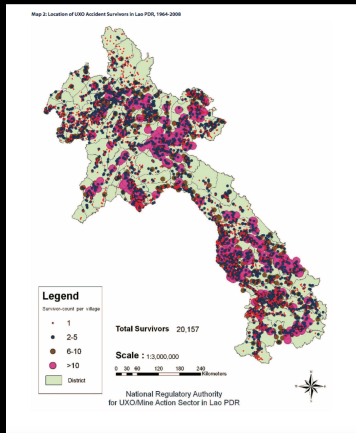 Map 2: Location of UXO Accident Survivors in Lao PDR, 1964-2008
Legend
Survivor-count per village
1
2-5
6-10
>10
District
Total Survivors 20,157
Scale : 1:3,000,000
0 30 60 120 180 240
Kilometers
National Regulatory Authority
for UXO/Mine Action Sector in Lao PDR